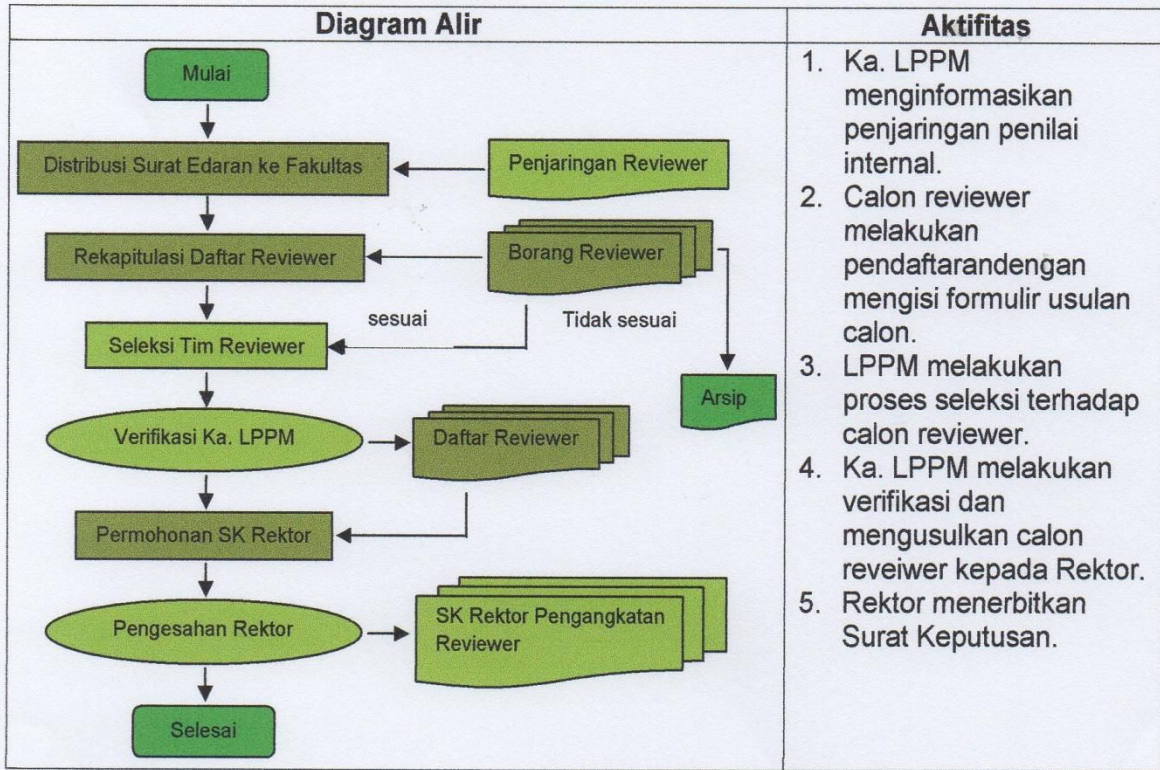 Diagram Alir
Aktifitas
Mulai
Distribusi Surat Edaran ke Fakultas
Penjaringan Reviewer
Rekapitulasi Daftar Reviewer
Borang Reviewer
sesuai
Tidak sesuai
Seleksi Tim Reviewer
Arsip
Verifikasi Ka. LPPM
Daftar Reviewer
Permohonan SK Rektor
Pengesahan Rektor
SK Rektor Pengangkatan
Reviewer
Selesai
1. Ka. LPPM
menginformasikan
penjaringan penilai
internal.
2. Calon reviewer
melakukan
pendaftarandengan
mengisi formulir usulan
calon.
3. LPPM melakukan
proses seleksi terhadap
calon reviewer.
4. Ka. LPPM melakukan
verifikasi dan
mengusulkan calon
reveiwer kepada Rektor.
5. Rektor menerbitkan
Surat Keputusan.